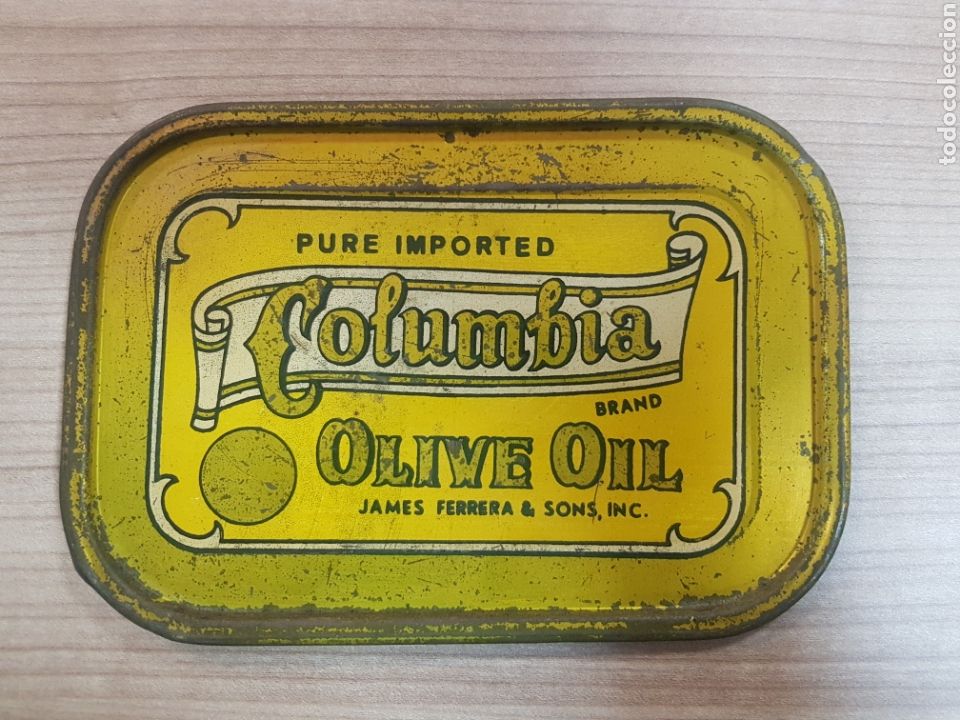 PURE IMPORTED
Columbia
BRAND
OLIVE OIL
JAMES FERRERA & SONS, INC.
todocoleccion